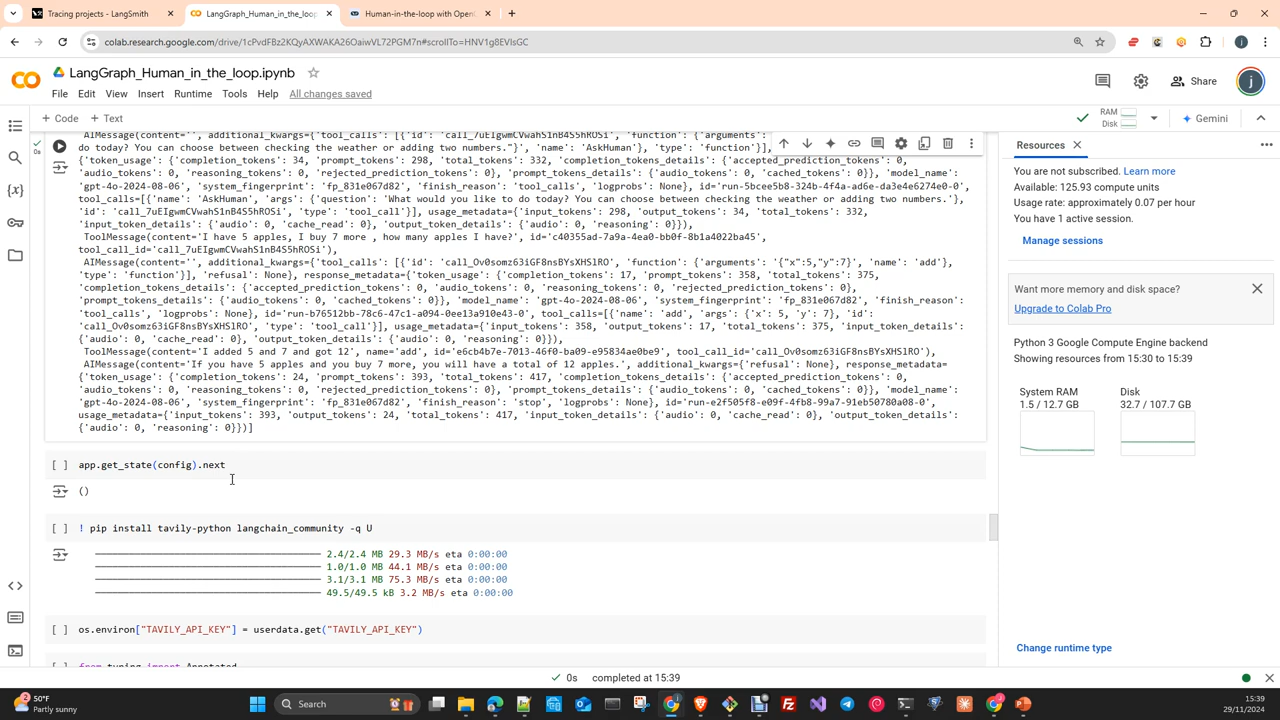 Tracing projects - LangSmith
LangGraph_Human_in_the_loop
Human-in-the-loop with Open
colab.research.google.com/drive/1cPvdFBz2KQyAXWAKA26OaiwVL72PGM7n#scrollTo=HNV1g8EVIsGC
LangGraph_Human_in_the_loop.ipynb
Share
File Edit View Insert Runtime Tools Help All changes saved
+ Code + Text
RAM
Disk
Gemini
AIMessage(content='', additional_kwargs={'tool_calls': [{'id': 'call_7uEIgwmCVwahS1nB4S5hROSi', 'function': {'arguments':
do today? You can choose between checking the weather or adding two numbers."}', 'name': 'AskHuman'}, 'type': 'function'}]},
{'token_usage': {'completion_tokens': 34, 'prompt_tokens': 298, 'total_tokens': 332, 'completion_tokens_details': {'accepted_prediction_tokens': 0,
'audio_tokens': 0, 'reasoning_tokens': 0, 'rejected_prediction_tokens': 0}, 'prompt_tokens_details': {'audio_tokens': 0, 'cached_tokens': 0}}, 'model_name':
'gpt-4o-2024-08-06', 'system_fingerprint': 'fp_831e067d82', 'finish_reason': 'tool_calls', 'logprobs': None}, id='run-5bcee5b8-324b-4f4a-ad6e-da3e4e6274e0-0',
tool_calls=[{'name': 'AskHuman', 'args': {'question': 'What would you like to do today? You can choose between checking the weather or adding two numbers.'},
'id': 'call_7uEIgwmCVwahS1nB4S5hROSi', 'type': 'tool_call'}], usage_metadata={'input_tokens': 298, 'output_tokens': 34, 'total_tokens': 332,
'input_token_details': {'audio': 0, 'cache_read': 0}, 'output_token_details': {'audio': 0, 'reasoning': 0}}),
ToolMessage(content='I have 5 apples, I buy 7 more , how many apples I have?', id='c40355ad-7a9a-4ea0-bb0f-8b1a4022ba45',
tool_call_id='call_7uEIgwmCVwahS1nB4S5hROSi'),
AIMessage(content='', additional_kwargs={'tool_calls': [{'id': 'call_Ov0somz63iGF8nsBYsXHSlRO', 'function': {'arguments': '{"x":5,"y":7}', 'name': 'add'},
'type': 'function'}], 'refusal': None}, response_metadata={'token_usage': {'completion_tokens': 17, 'prompt_tokens': 358, 'total_tokens': 375,
'completion_tokens_details': {'accepted_prediction_tokens': 0, 'audio_tokens': 0, 'reasoning_tokens': 0, 'rejected_prediction_tokens': 0},
'prompt_tokens_details': {'audio_tokens': 0, 'cached_tokens': 0}}, 'model_name': 'gpt-4o-2024-08-06', 'system_fingerprint': 'fp_831e067d82', 'finish_reason':
'tool_calls', 'logprobs': None}, id='run-b76512bb-78c6-47c1-a094-0ee13a910e43-0', tool_calls=[{'name': 'add', 'args': {'x': 5, 'y': 7}, 'id':
'call_Ov0somz63iGF8nsBYsXHSlRO', 'type': 'tool_call'}], usage_metadata={'input_tokens': 358, 'output_tokens': 17, 'total_tokens': 375,
'input_token_details': {'audio': 0, 'cache_read': 0}, 'output_token_details': {'audio': 0, 'reasoning': 0}}),
ToolMessage(content='I added 5 and 7 and got 12', name='add', id='e6cb4b7e-7013-46f0-ba09-e95834ae0be9', tool_call_id='call_Ov0somz63iGF8nsBYsXHSlRO'),
AIMessage(content='If you have 5 apples and you buy 7 more, you will have a total of 12 apples.', additional_kwargs={'refusal': None}, response_metadata=
{'token_usage': {'completion_tokens': 24, 'prompt_tokens': 393, 'total_tokens': 417, 'completion_tokens_details': {'accepted_prediction_tokens': 0,
'audio_tokens': 0, 'reasoning_tokens': 0, 'rejected_prediction_tokens': 0}, 'prompt_tokens_details': {'audio_tokens': 0, 'cached_tokens': 0}}, 'model_name':
'gpt-4o-2024-08-06', 'system_fingerprint': 'fp_831e067d82', 'finish_reason': 'stop', 'logprobs': None}, id='run-e2f505f8-e09f-4fb8-99a7-91eb50780a08-0',
usage_metadata={'input_tokens': 393, 'output_tokens': 24, 'total_tokens': 417, 'input_token_details': {'audio': 0, 'cache_read': 0}, 'output_token_details':
{'audio': 0, 'reasoning': 0}})]
[ ] app.get_state(config).next
()
[ ] ! pip install tavily-python langchain_community -q U
2.4/2.4 MB 29.3 MB/s eta 0:00:00
1.0/1.0 MB 44.1 MB/s eta 0:00:00
3.1/3.1 MB 75.3 MB/s eta 0:00:00
49.5/49.5 kB 3.2 MB/s eta 0:00:00
[ ] os.environ["TAVILY_API_KEY"] = userdata.get("TAVILY_API_KEY")
[ ] from typing import Annotated
Resources
You are not subscribed. Learn more
Available: 125.93 compute units
Usage rate: approximately 0.07 per hour
You have 1 active session.
Manage sessions
Want more memory and disk space?
Upgrade to Colab Pro
Python 3 Google Compute Engine backend
Showing resources from 15:30 to 15:39
System RAM
1.5 / 12.7 GB
Disk
32.7 / 107.7 GB
Change runtime type
0s completed at 15:39
50°F
Partly sunny
Search
15:39
29/11/2024